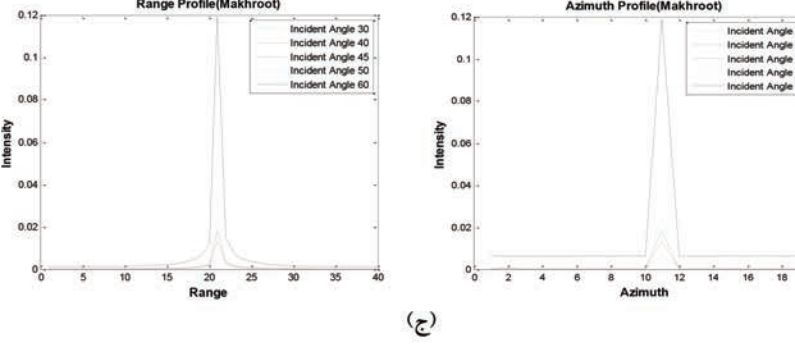 Range Profile(Makhroot)
0.12
0.1
0.08
0.06
0.04
0.02
0
Intensity
Incident Angle 30
Incident Angle 40
Incident Angle 45
Incident Angle 50
Incident Angle 60
0 5 10 15 20 25 30 35 40
Range
Azimuth Profile(Makhroot)
0.12
0.1
0.08
0.06
0.04
0.02
0
Intensity
Incident Angle
Incident Angle
Incident Angle
Incident Angle
Incident Angle
2 4 6 8 10 12 14 16 18
Azimuth
(ج)